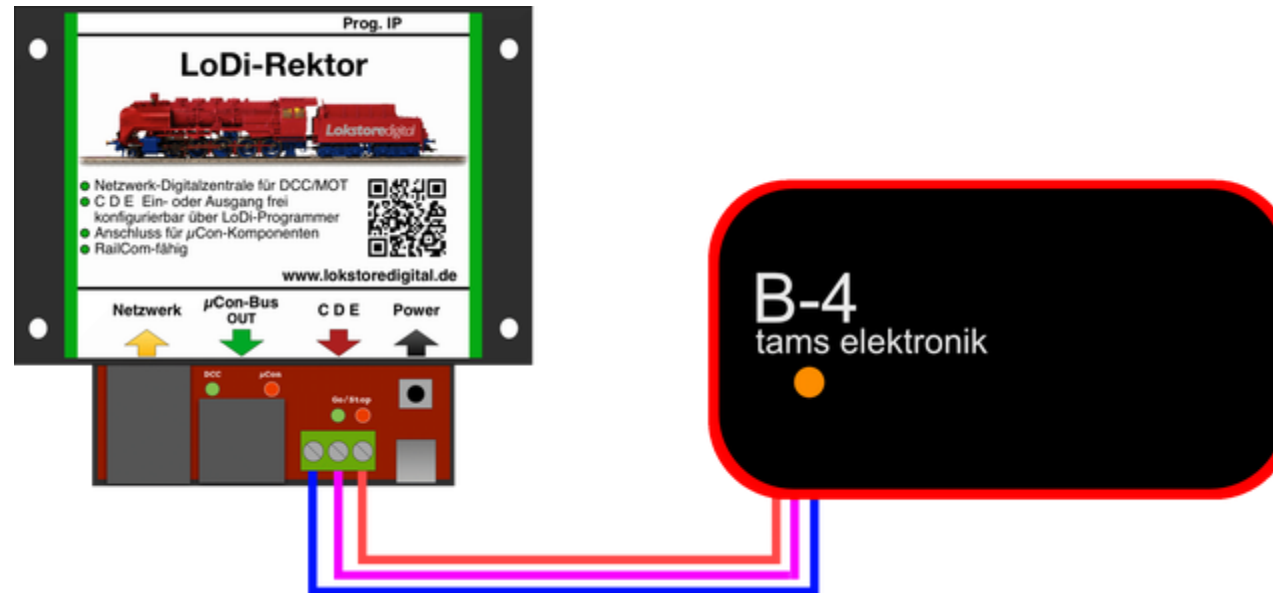 Prog. IP
LoDi-Rektor
Lokstoredigital
Netzwerk-Digitalzentrale für DCC/MOT
C D E Ein- oder Ausgang frei
konfigurierbar über LoDi-Programmer
Anschluss für µCon-Komponenten
RailCom-fähig
www.lokstoredigital.de
Netzwerk
µCon-Bus
OUT
C D E
Power
DCC
µCon
Go/Stop
B-4
tams elektronik